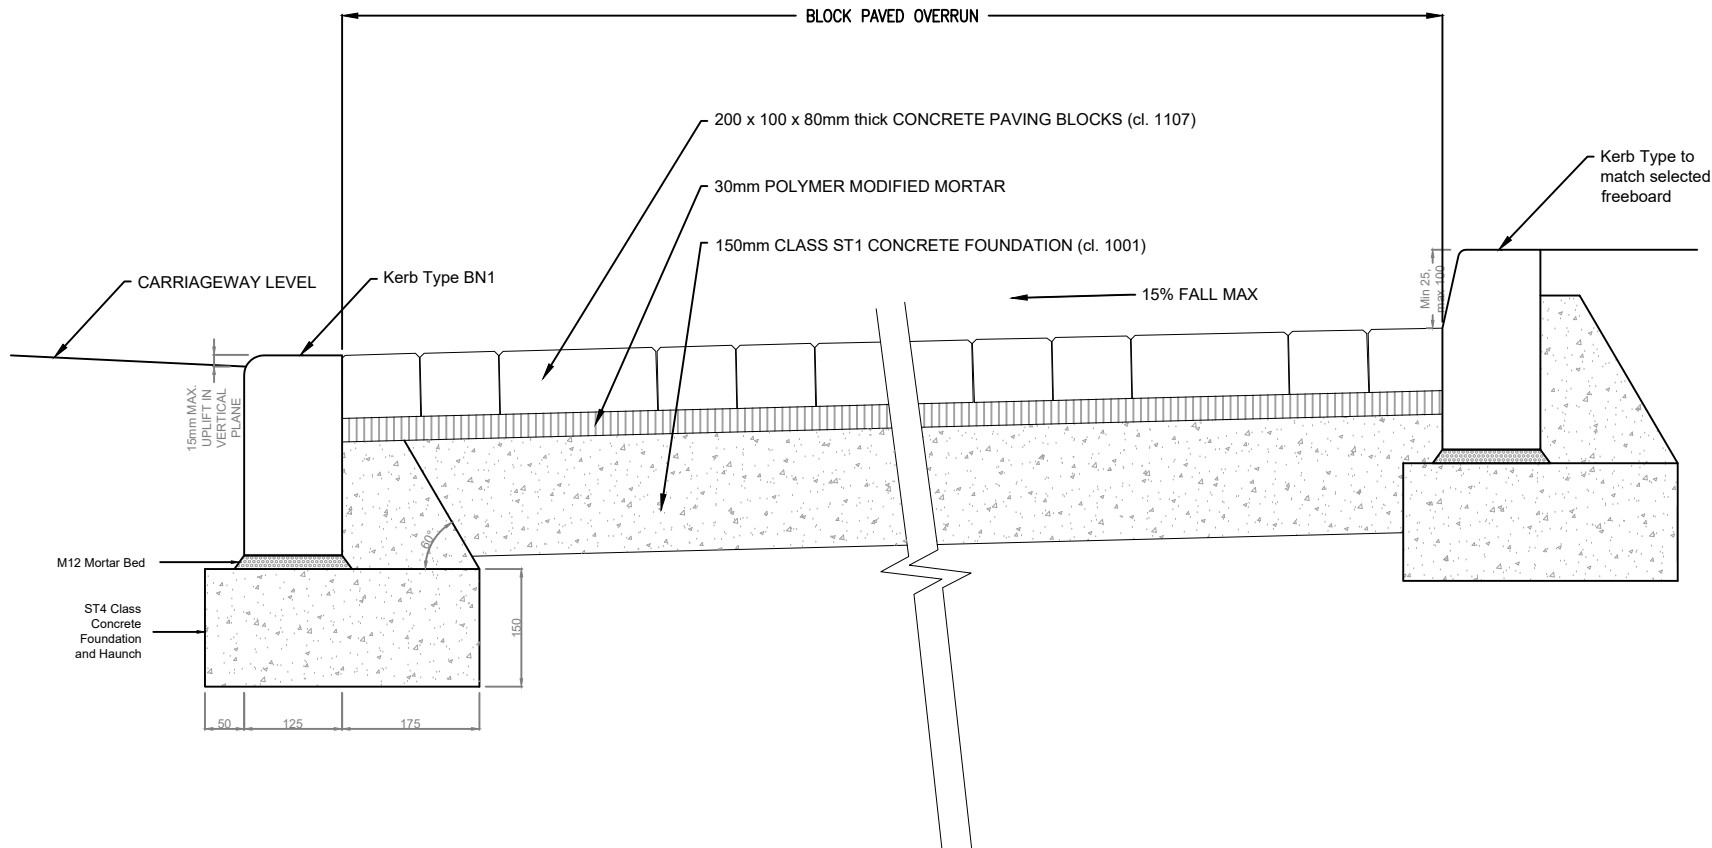 BLOCK PAVED OVERRUN
200 x 100 x 80mm thick CONCRETE PAVING BLOCKS (cl. 1107)
30mm POLYMER MODIFIED MORTAR
150mm CLASS ST1 CONCRETE FOUNDATION (cl. 1001)
Kerb Type to
match selected
freeboard
CARRIAGEWAY LEVEL
Kerb Type BN1
15% FALL MAX
Min 25,
max 100
15mm MAX.
UPLIFT IN
VERTICAL
PLANE
60°
M12 Mortar Bed
ST4 Class
Concrete
Foundation
and Haunch
150
50
125
175